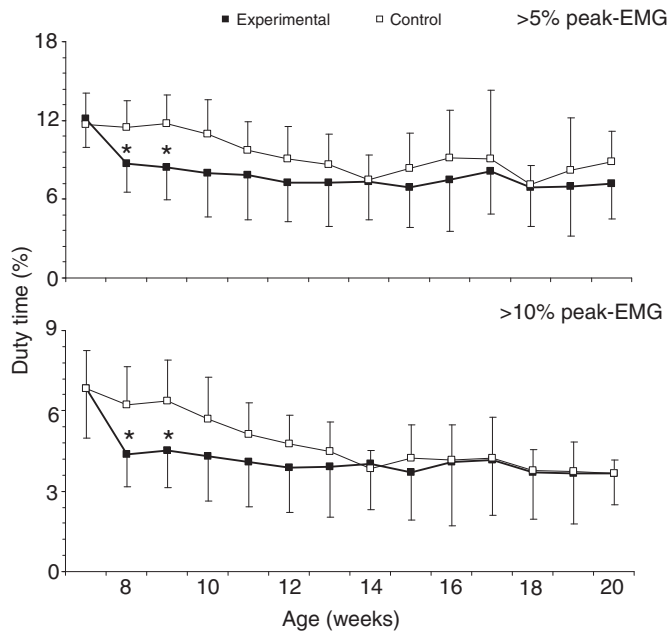 Experimental Control >5% peak-EMG
18
12
* *
6
0
Duty time (%)
>10% peak-EMG
9
6
* *
3
0
8 10 12 14 16 18 20
Age (weeks)